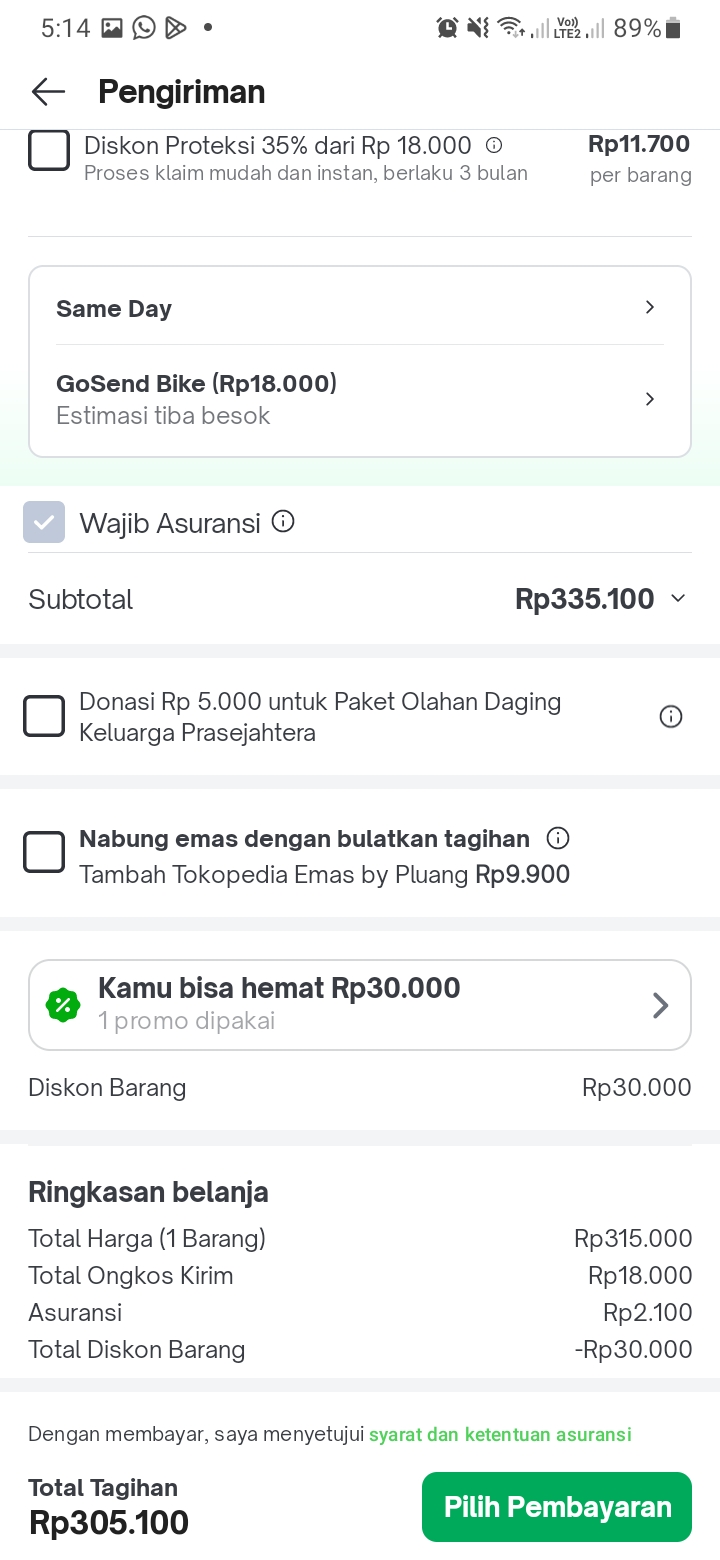 5:14
Vo))
LTE2
89%
Pengiriman
Diskon Proteksi 35% dari Rp 18.000
Rp11.700
Proses klaim mudah dan instan, berlaku 3 bulan
per barang
Same Day
GoSend Bike (Rp18.000)
Estimasi tiba besok
Wajib Asuransi
Subtotal
Rp335.100
Donasi Rp 5.000 untuk Paket Olahan Daging
Keluarga Prasejahtera
Nabung emas dengan bulatkan tagihan
Tambah Tokopedia Emas by Pluang Rp9.900
Kamu bisa hemat Rp30.000
1 promo dipakai
Diskon Barang
Rp30.000
Ringkasan belanja
Total Harga (1 Barang)
Rp315.000
Total Ongkos Kirim
Rp18.000
Asuransi
Rp2.100
Total Diskon Barang
-Rp30.000
Dengan membayar, saya menyetujui syarat dan ketentuan asuransi
Total Tagihan
Rp305.100
Pilih Pembayaran